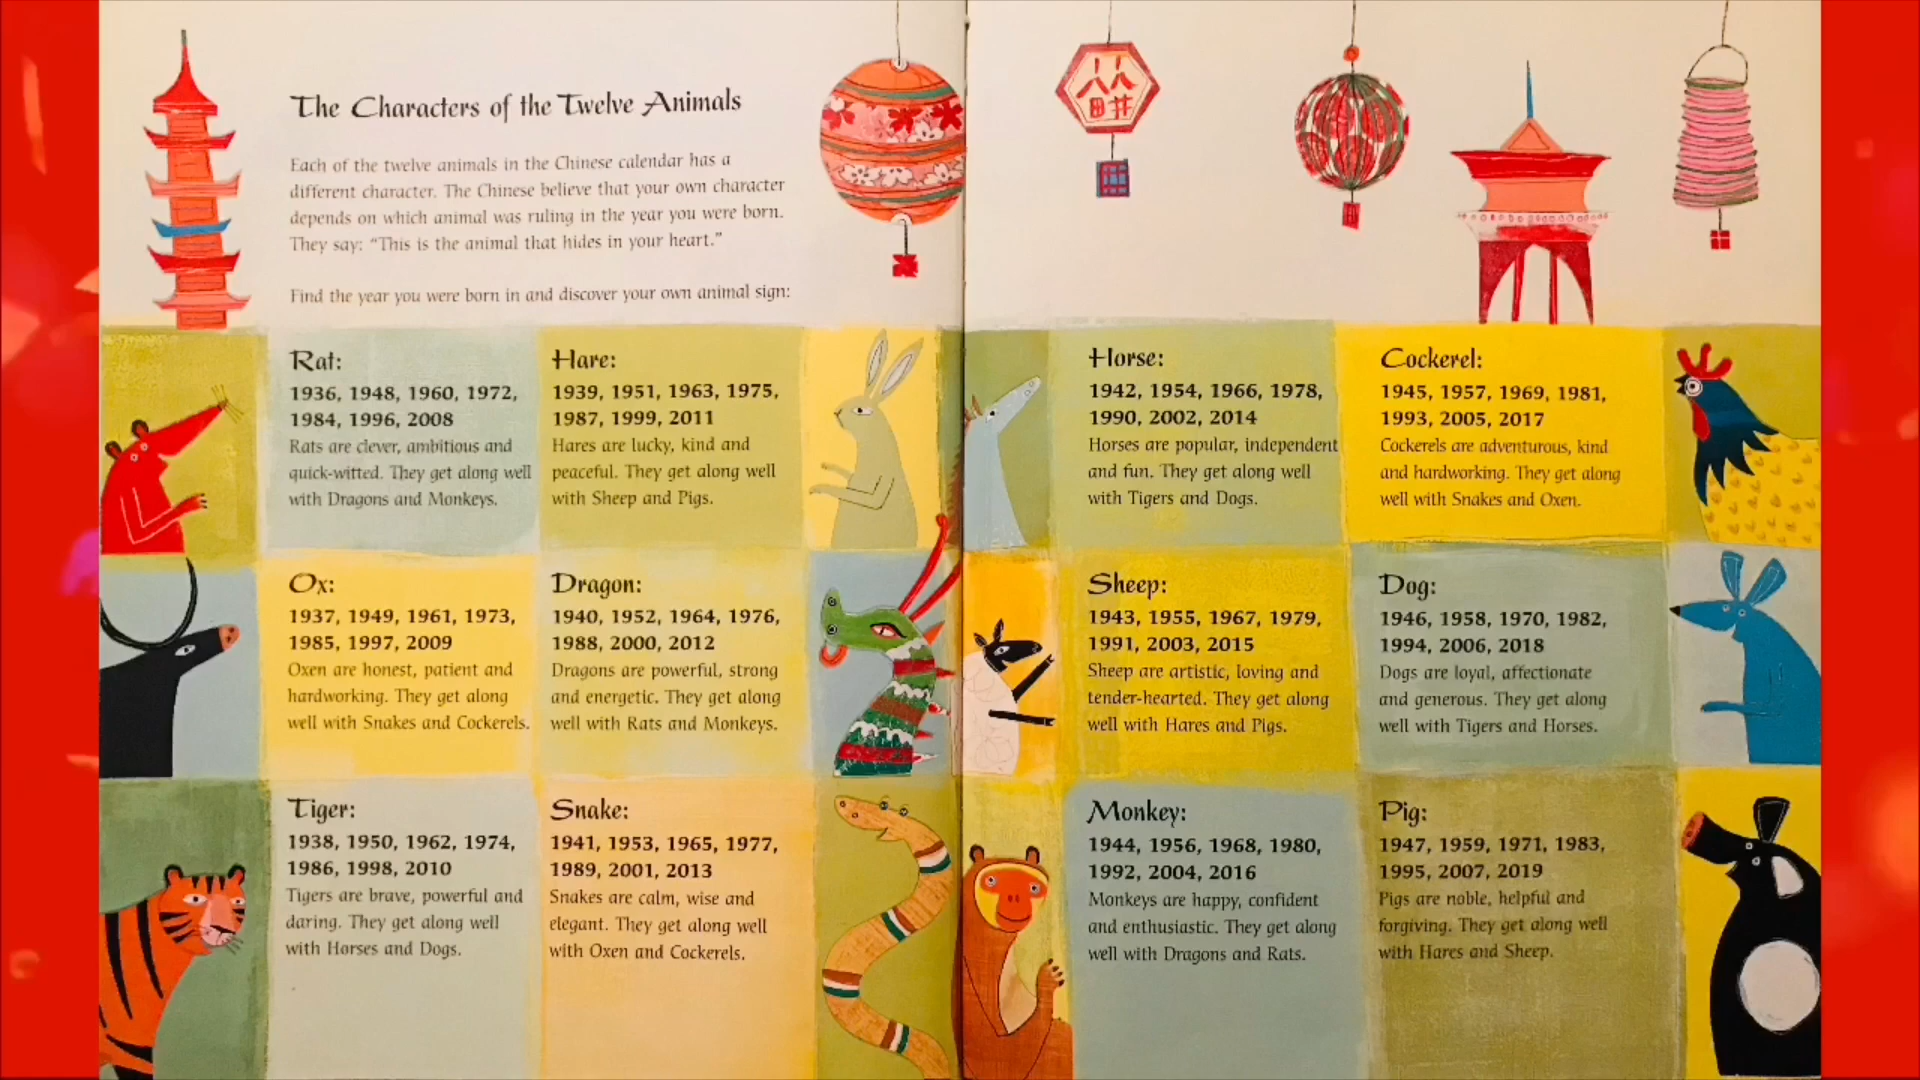 The Characters of the Twelve Animals
Each of the twelve animals in the Chinese calendar has a
different character. The Chinese believe that your own character
depends on which animal was ruling in the year you were born.
They say: “This is the animal that hides in your heart.”
Find the year you were born in and discover your own animal sign:
Rat:
1936, 1948, 1960, 1972,
1984, 1996, 2008
Rats are clever, ambitious and
quick-witted. They get along well
with Dragons and Monkeys.
Ox:
1937, 1949, 1961, 1973,
1985, 1997, 2009
Oxen are honest, patient and
hardworking. They get along
well with Snakes and Cockerels.
Tiger:
1938, 1950, 1962, 1974,
1986, 1998, 2010
Tigers are brave, powerful and
daring. They get along well
with Horses and Dogs.
Hare:
1939, 1951, 1963, 1975,
1987, 1999, 2011
Hares are lucky, kind and
peaceful. They get along well
with Sheep and Pigs.
Dragon:
1940, 1952, 1964, 1976,
1988, 2000, 2012
Dragons are powerful, strong
and energetic. They get along
well with Rats and Monkeys.
Snake:
1941, 1953, 1965, 1977,
1989, 2001, 2013
Snakes are calm, wise and
elegant. They get along well
with Oxen and Cockerels.
Horse:
1942, 1954, 1966, 1978,
1990, 2002, 2014
Horses are popular, independent
and fun. They get along well
with Tigers and Dogs.
Sheep:
1943, 1955, 1967, 1979,
1991, 2003, 2015
Sheep are artistic, loving and
tender-hearted. They get along
well with Hares and Pigs.
Monkey:
1944, 1956, 1968, 1980,
1992, 2004, 2016
Monkeys are happy, confident
and enthusiastic. They get along
well with Dragons and Rats.
Cockerel:
1945, 1957, 1969, 1981,
1993, 2005, 2017
Cockerels are adventurous, kind
and hardworking. They get along
well with Snakes and Oxen.
Dog:
1946, 1958, 1970, 1982,
1994, 2006, 2018
Dogs are loyal, affectionate
and generous. They get along
well with Tigers and Horses.
Pig:
1947, 1959, 1971, 1983,
1995, 2007, 2019
Pigs are noble, helpful and
forgiving. They get along well
with Hares and Sheep.